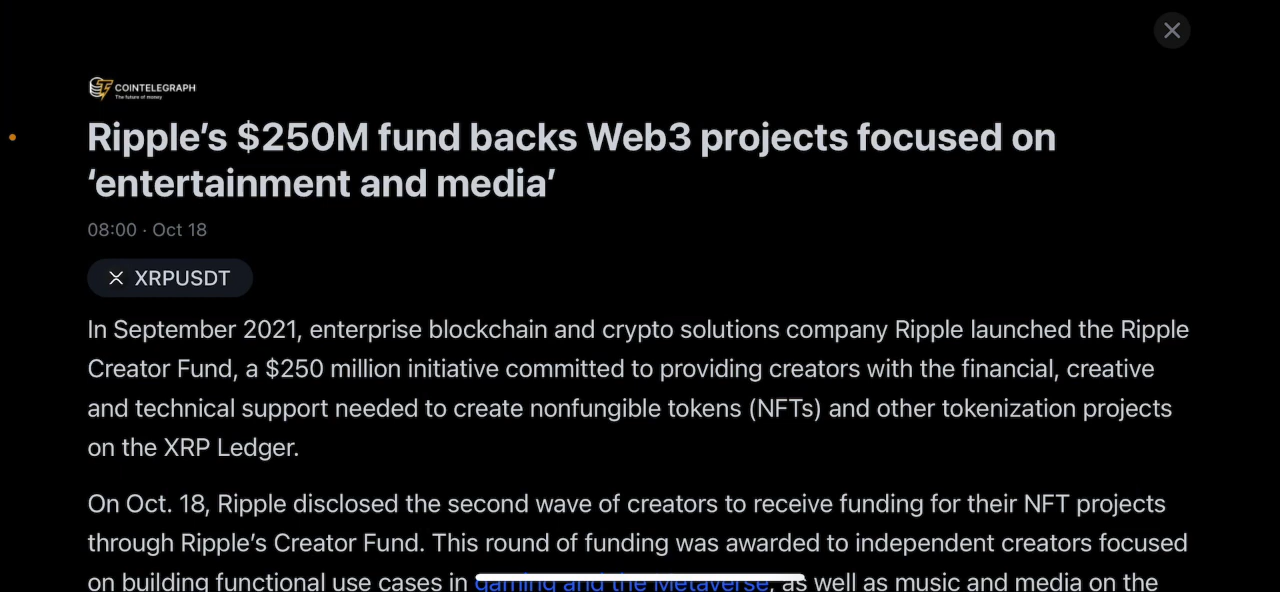 COINTELEGRAPH
The future of money
Ripple’s $250M fund backs Web3 projects focused on
‘entertainment and media’
08:00 · Oct 18
XRPUSDT
In September 2021, enterprise blockchain and crypto solutions company Ripple launched the Ripple
Creator Fund, a $250 million initiative committed to providing creators with the financial, creative
and technical support needed to create nonfungible tokens (NFTs) and other tokenization projects
on the XRP Ledger.
On Oct. 18, Ripple disclosed the second wave of creators to receive funding for their NFT projects
through Ripple’s Creator Fund. This round of funding was awarded to independent creators focused
on building functional use cases in gaming and the Metaverse, as well as music and media on the